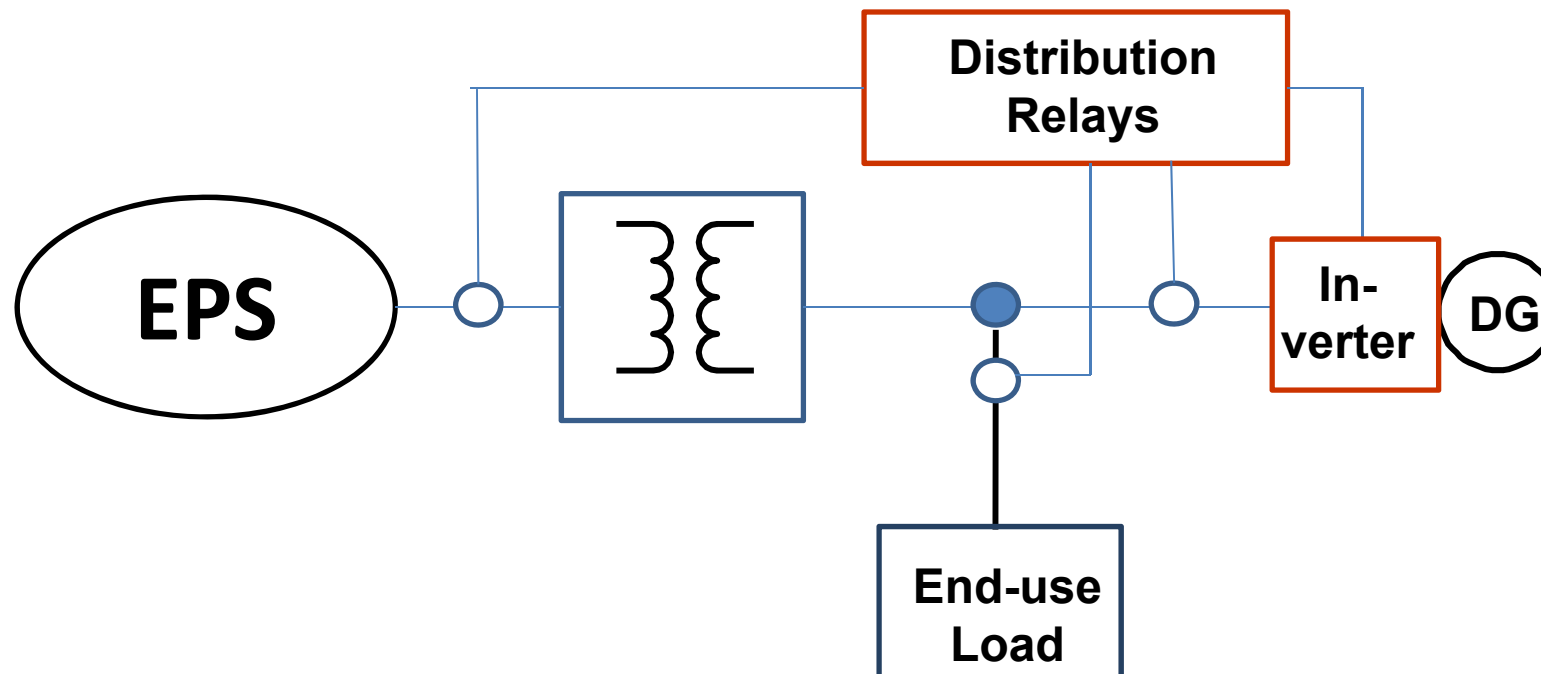 Distribution
Relays
EPS
In-
verter
DG
End-use
Load